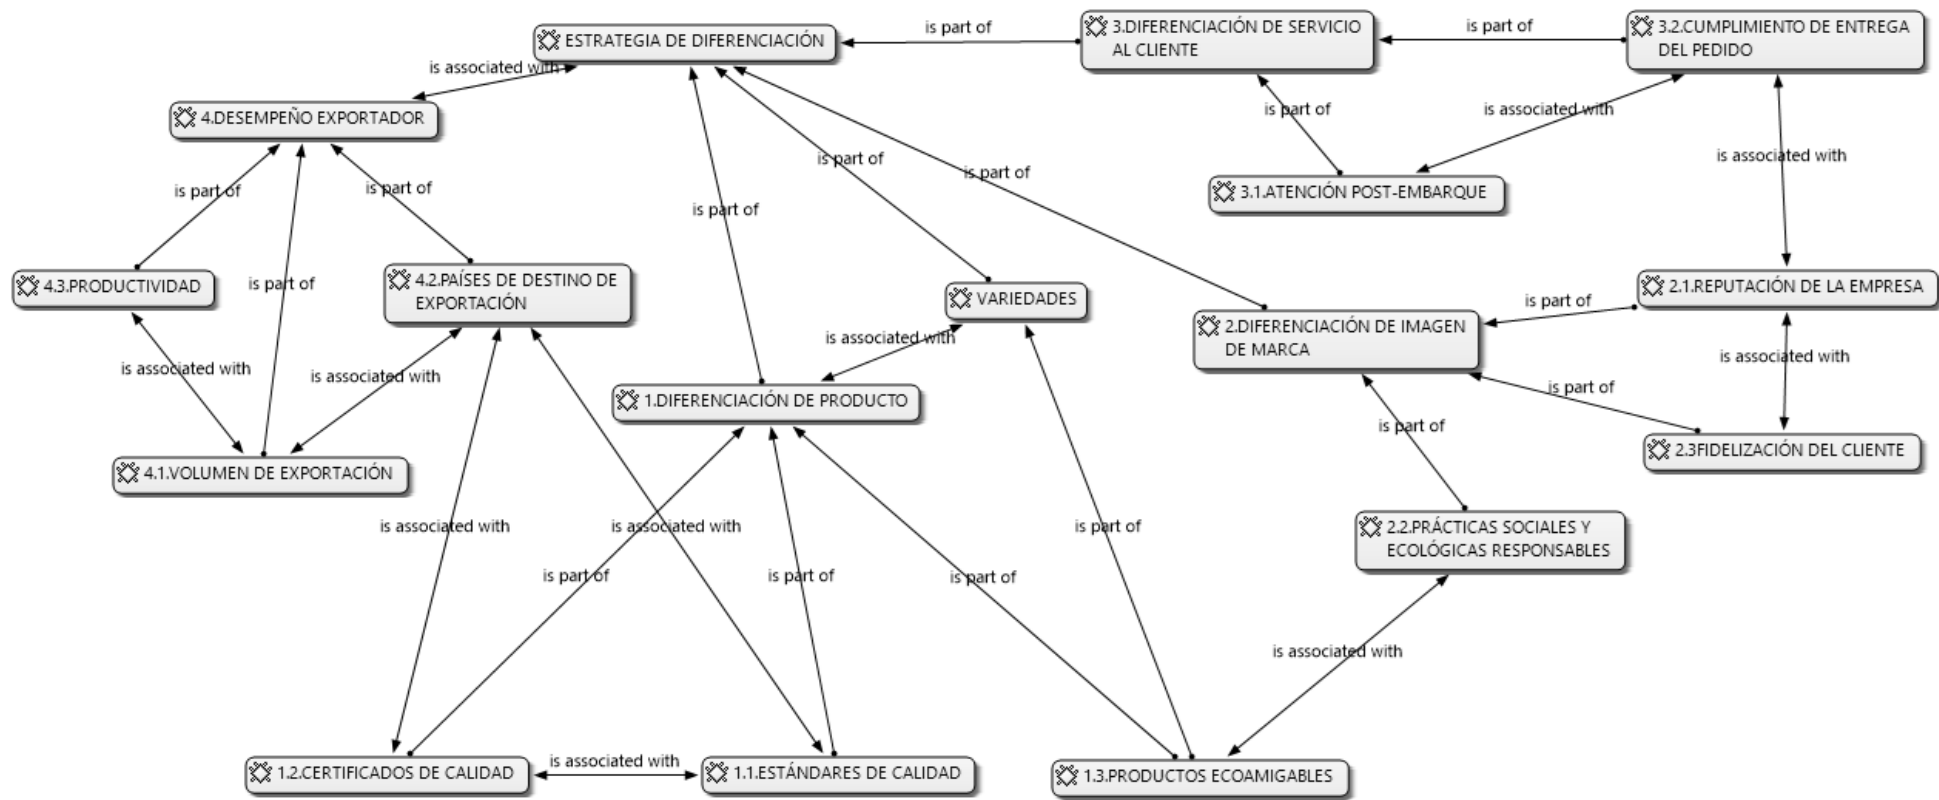 is part of
3.DIFERENCIACIÓN DE SERVICIO
AL CLIENTE
is part of
3.2.CUMPLIMIENTO DE ENTREGA
DEL PEDIDO
ESTRATEGIA DE DIFERENCIACIÓN
is associated with
4.DESEMPEÑO EXPORTADOR
is part of
is associated with
is part of
is part of
is associated with
is part of
is part of
is part of
3.1.ATENCIÓN POST-EMBARQUE
is part of
4.3.PRODUCTIVIDAD
is part of
4.2.PAÍSES DE DESTINO DE
EXPORTACIÓN
VARIEDADES
2.1.REPUTACIÓN DE LA EMPRESA
is part of
2.DIFERENCIACIÓN DE IMAGEN
DE MARCA
is associated with
is associated with
is associated with
is associated with
is part of
1.DIFERENCIACIÓN DE PRODUCTO
is part of
2.3FIDELIZACIÓN DEL CLIENTE
4.1.VOLUMEN DE EXPORTACIÓN
is associated with
is associated with
is part of
2.2.PRÁCTICAS SOCIALES Y
ECOLÓGICAS RESPONSABLES
is part of
is part of
is part of
is associated with
1.2.CERTIFICADOS DE CALIDAD
is associated with
1.1.ESTÁNDARES DE CALIDAD
1.3.PRODUCTOS ECOAMIGABLES